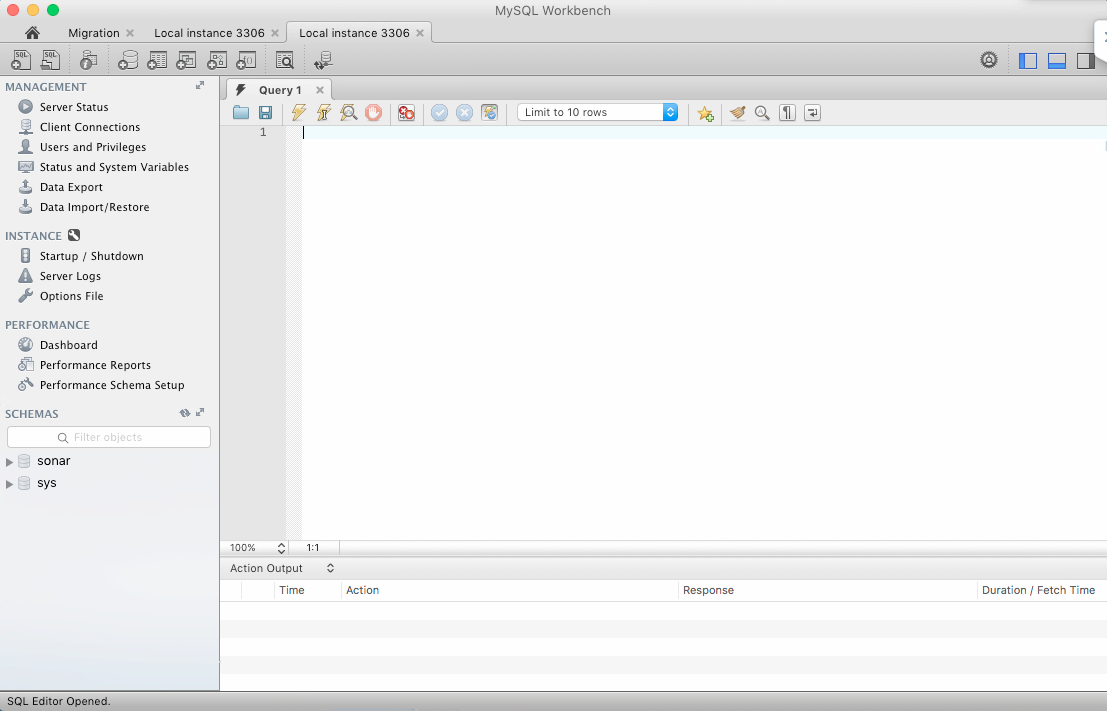 MySQL Workbench
Migration Local instance 3306 Local instance 3306
SQL SQL
MANAGEMENT
Server Status
Client Connections
Users and Privileges
Status and System Variables
Data Export
Data Import/Restore
INSTANCE
Startup / Shutdown
Server Logs
Options File
PERFORMANCE
Dashboard
Performance Reports
Performance Schema Setup
SCHEMAS
Filter objects
sonar
sys
Query 1
Limit to 10 rows
1
100% 1:1
Action Output
Time Action Response Duration / Fetch Time
SQL Editor Opened.